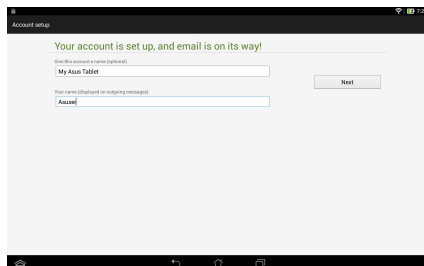 Account setup
Your account is set up, and email is on its way!
Give this account a name (optional)
My Asus Tablet
Next
Your name (displayed on outgoing messages)
Asuser